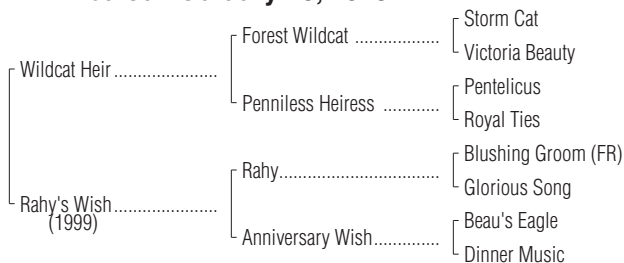 Storm Cat
Forest Wildcat ..................
Victoria Beauty
Wildcat Heir ......................
Pentelicus
Penniless Heiress ............
Royal Ties
Blushing Groom (FR)
Rahy..................................
Glorious Song
Rahy's Wish ......................
(1999)
Beau's Eagle
Anniversary Wish..............
Dinner Music